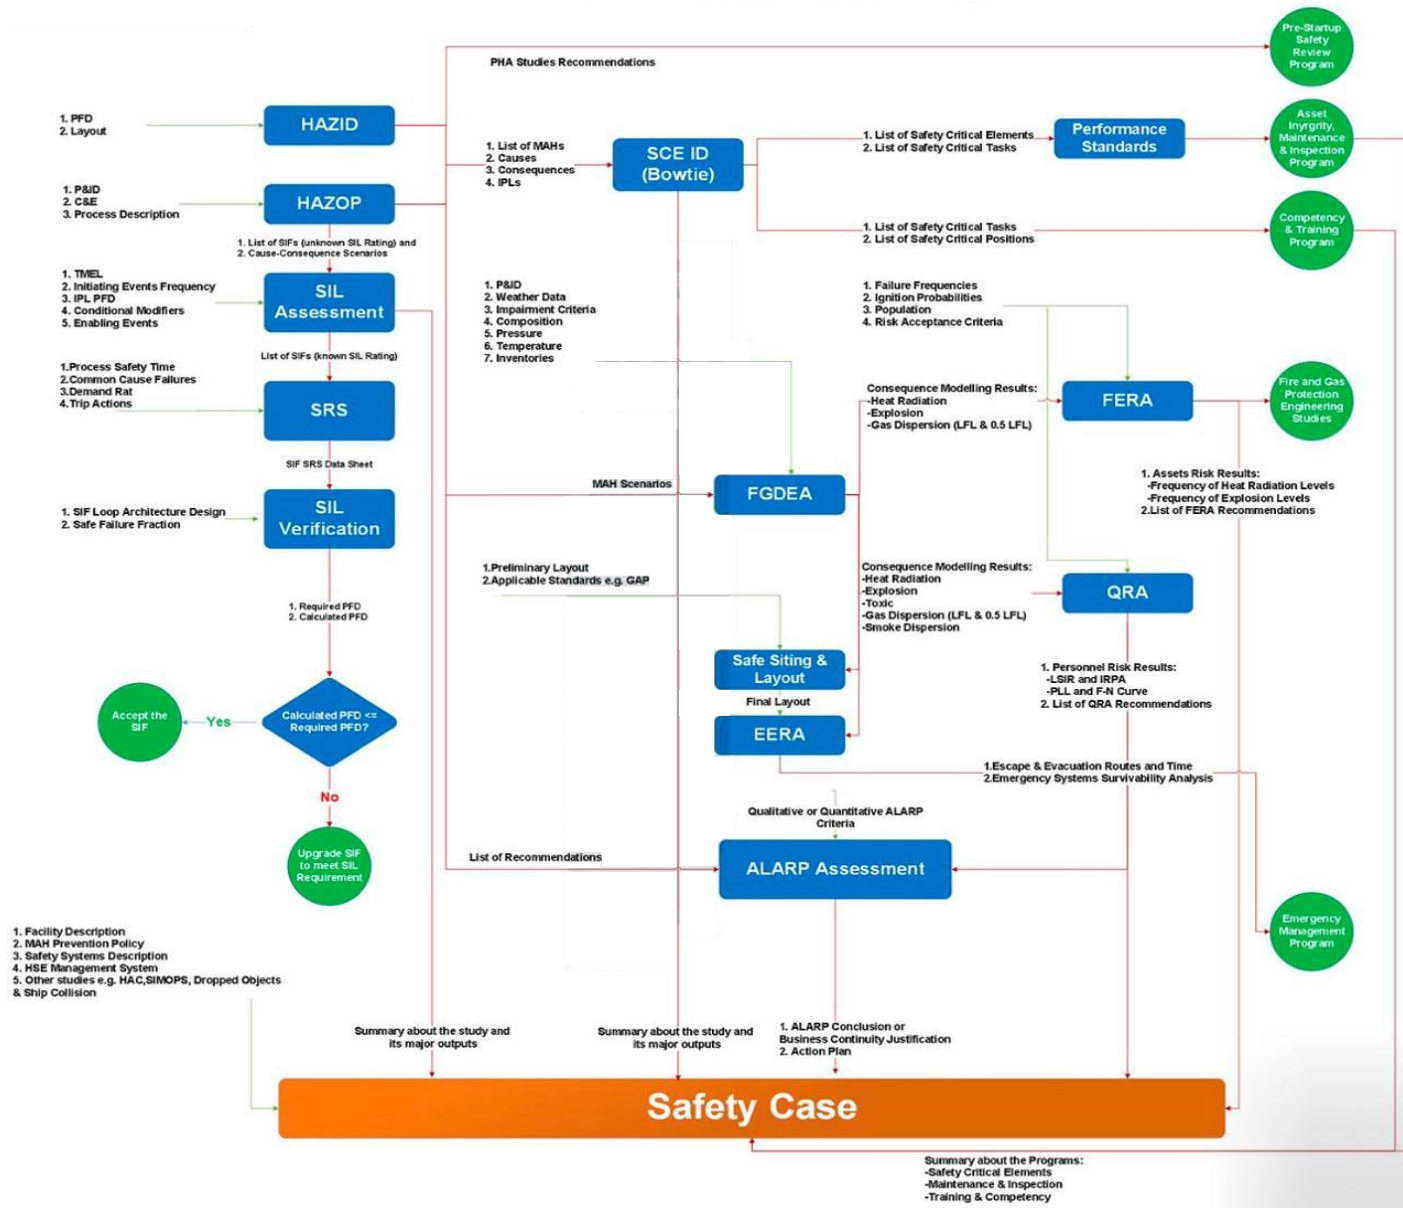 Pre-Startup
Safety
Review
Program
PHA Studies Recommendations
1. PFD
2. Layout
HAZID
1. List of MAHs
2. Causes
3. Consequences
4. IPLs
SCE ID
(Bowtie)
1. List of Safety Critical Elements
2. List of Safety Critical Tasks
Performance
Standards
Asset
Inyrgrity,
Maintenance
& Inspection
Program
1. P&ID
2. C&E
3. Process Description
HAZOP
1. List of Safety Critical Tasks
2. List of Safety Critical Positions
Competency
& Training
Program
1. List of SIFs (unknown SIL Rating) and
2. Cause-Consequence Scenarios
1. TMEL
2. Initiating Events Frequency
3. IPL PFD
4. Conditional Modifiers
5. Enabling Events
SIL
Assessment
1. P&ID
2. Weather Data
3. Impairment Criteria
4. Composition
5. Pressure
6. Temperature
7. Inventories
1. Failure Frequencies
2. Ignition Probabilities
3. Population
4. Risk Acceptance Criteria
List of SIFs (known SIL Rating)
1.Process Safety Time
2.Common Cause Failures
3.Demand Rat
4.Trip Actions
SRS
Consequence Modelling Results:
-Heat Radiation
-Explosion
-Gas Dispersion (LFL & 0.5 LFL)
FERA
Fire and Gas
Protection
Engineering
Studies
SIF SRS Data Sheet
MAH Scenarios
FGDEA
1. Assets Risk Results:
-Frequency of Heat Radiation Levels
-Frequency of Explosion Levels
2.List of FERA Recommendations
1. SIF Loop Architecture Design
2. Safe Failure Fraction
SIL
Verification
1.Preliminary Layout
2.Applicable Standards e.g. GAP
Consequence Modelling Results:
-Heat Radiation
-Explosion
-Toxic
-Gas Dispersion (LFL & 0.5 LFL)
-Smoke Dispersion
QRA
1. Required PFD
2. Calculated PFD
Safe Siting &
Layout
1. Personnel Risk Results:
-LSIR and IRPA
-PLL and F-N Curve
2. List of QRA Recommendations
Final Layout
Accept the
SIF
Yes
Calculated PFD <=
Required PFD?
EERA
1.Escape & Evacuation Routes and Time
2.Emergency Systems Survivability Analysis
No
Qualitative or Quantitative ALARP
Criteria
Upgrade SIF
to meet SIL
Requirement
List of Recommendations
ALARP Assessment
Emergency
Management
Program
1. Facility Description
2. MAH Prevention Policy
3. Safety Systems Description
4. HSE Management System
5. Other studies e.g. HAC,SIMOPS, Dropped Objects
& Ship Collision
Summary about the study and
its major outputs
Summary about the study and
its major outputs
1. ALARP Conclusion or
Business Continuity Justification
2. Action Plan
Safety Case
Summary about the Programs:
-Safety Critical Elements
-Maintenance & Inspection
-Training & Competency